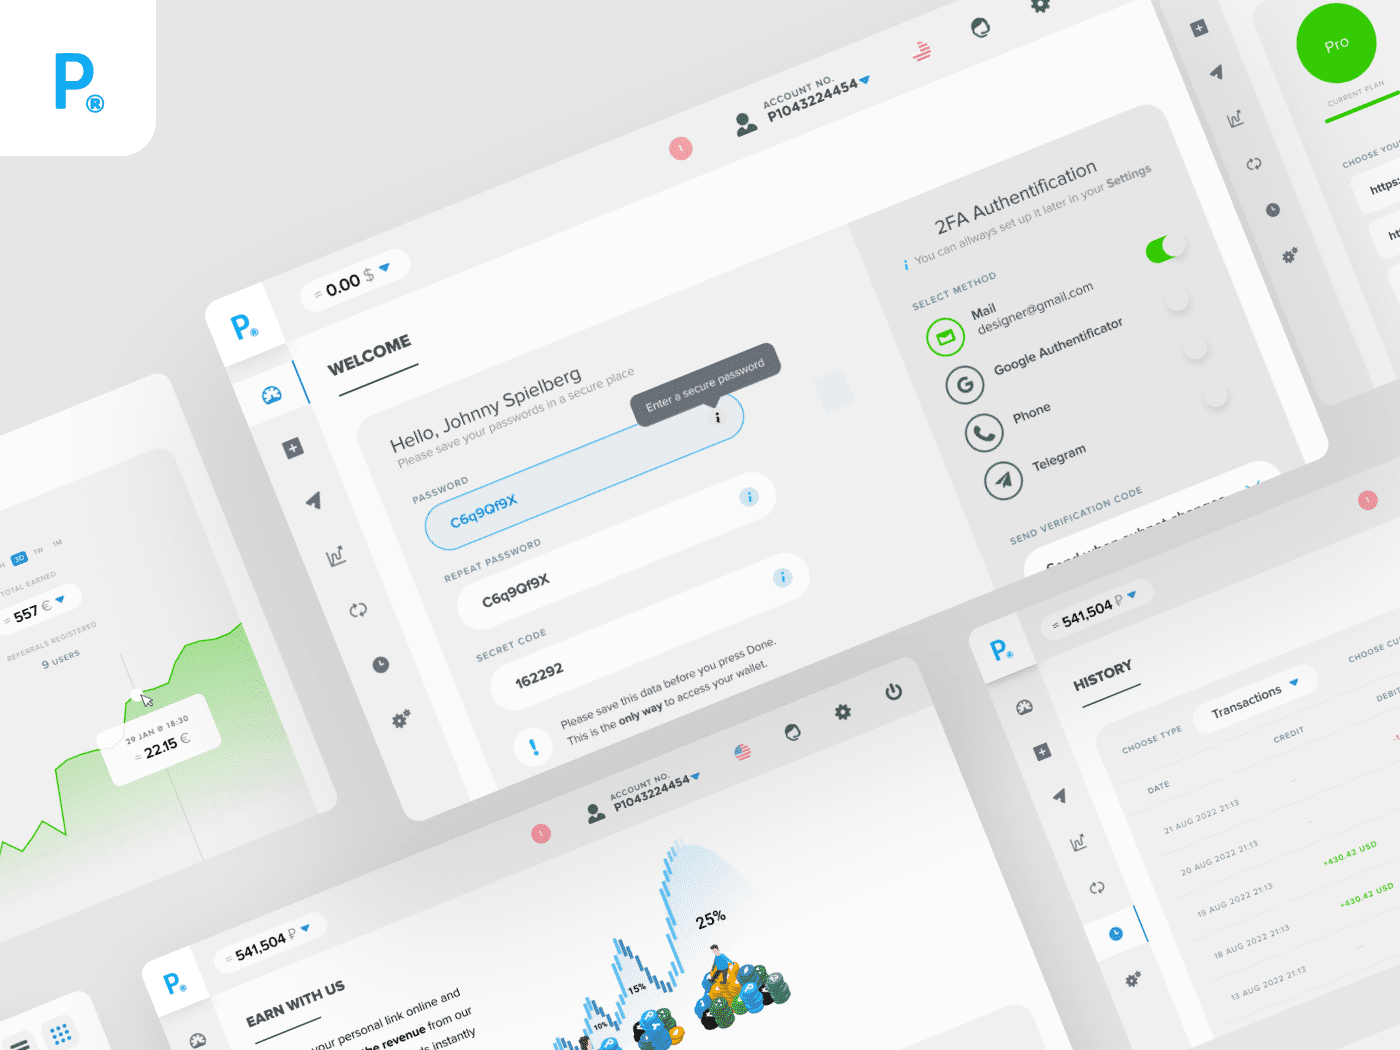 P®
Pro
CURRENT PLAN
CHOOSE YOU
https:
ht
ACCOUNT NO.
P1043224454
1
= 0.00 $
P®
WELCOME
Hello, Johnny Spielberg
Please save your passwords in a secure place
Enter a secure password
i
PASSWORD
C6q9Qf9X
REPEAT PASSWORD
C6q9Qf9X
i
SECRET CODE
162292
i
Please save this data before you press Done.
This is the only way to access your wallet.
!
2FA Authentification
i You can allways set up it later in your Settings
SELECT METHOD
Mail
designer@gmail.com
G
Google Authentificator
Phone
Telegram
SEND VERIFICATION CODE
H 3D 1W 1M
TOTAL EARNED
= 557 €
REFERRALS REGISTERED
9 USERS
29 JAN @ 18:30
= 22.15 €
ACCOUNT NO.
P1043224454
1
= 541,504 ₽
P®
EARN WITH US
your personal link online and
he revenue from our
ds instantly
10%
15%
25%
1
= 541,504 ₽
P®
HISTORY
CHOOSE TYPE
Transactions
CHOOSE CU
DATE
CREDIT
DEBI
-1
21 AUG 2022 21:13
20 AUG 2022 21:13
19 AUG 2022 21:13
+430.42 USD
18 AUG 2022 21:13
+430.42 USD
13 AUG 2022 21:13